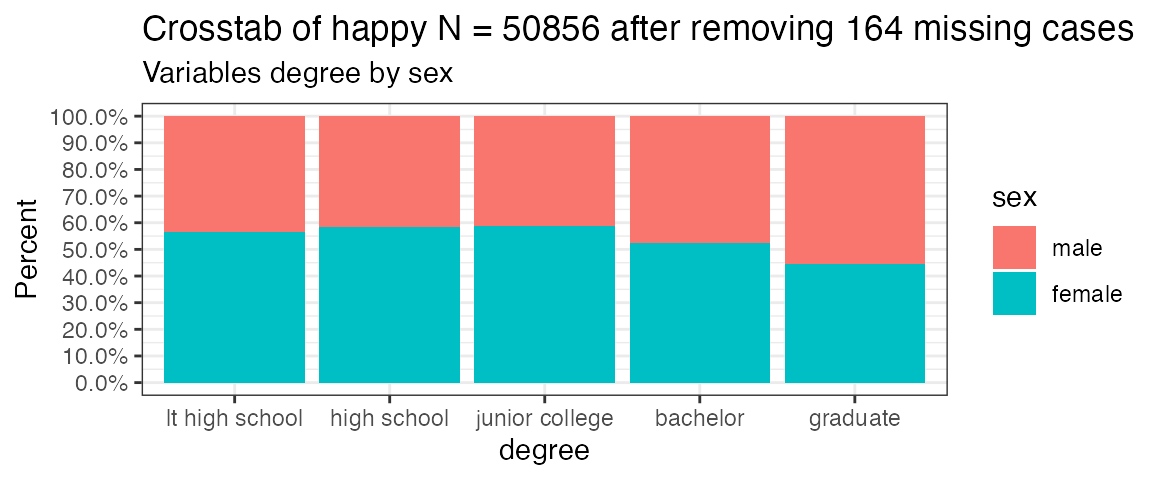 Crosstab of happy N = 50856 after removing 164 missing cases
Variables degree by sex
Percent
100.0%
90.0%
80.0%
70.0%
60.0%
50.0%
40.0%
30.0%
20.0%
10.0%
0.0%
lt high school
high school
junior college
bachelor
graduate
degree
sex
male
female